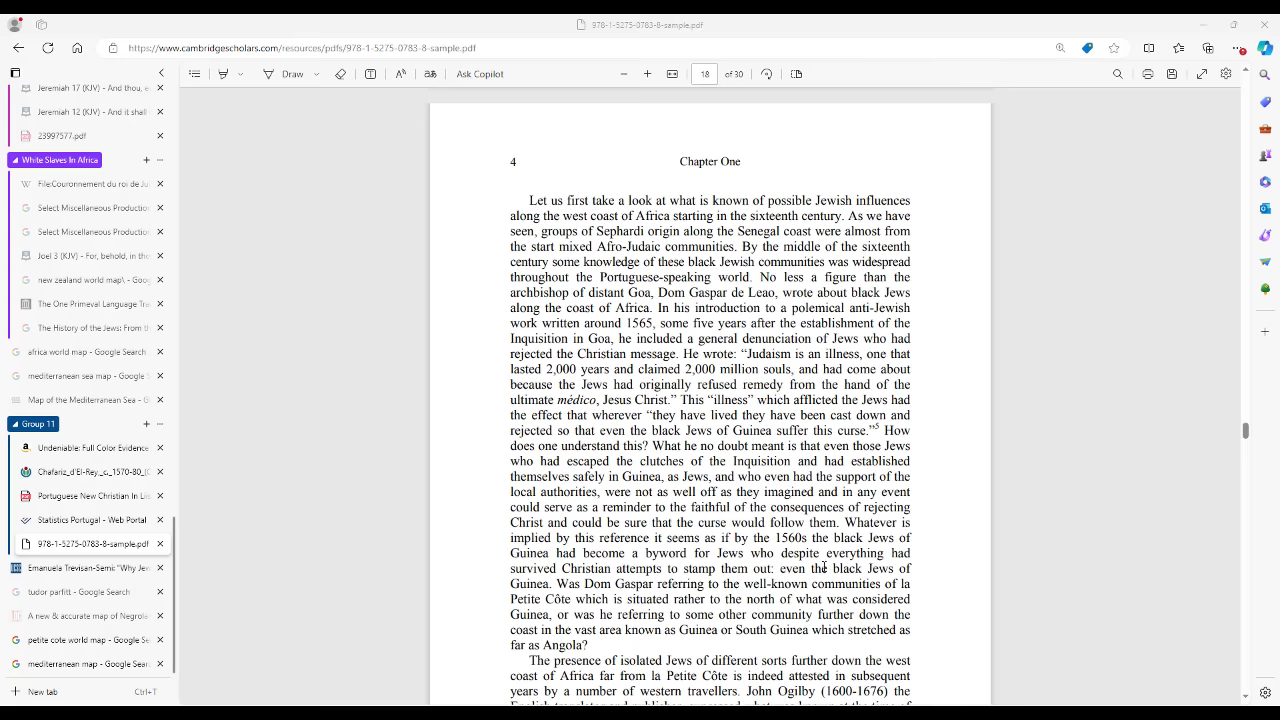 978-1-5275-0783-8-sample.pdf
https://www.cambridgescholars.com/resources/pdfs/978-1-5275-0783-8-sample.pdf
Draw
Ask Copilot
18 of 30
Jeremiah 17 (KJV) - And thou, e
Jeremiah 12 (KJV) - And it shall
23997577.pdf
White Slaves In Africa
File:Couronnement du roi de Ju
Select Miscellaneous Productio
Select Miscellaneous Productio
Joel 3 (KJV) - For, behold, in tho
new zealand world map\ - Goog
The One Primeval Language Tra
The History of the Jews: From th
africa world map - Google Search
mediterranean sea map - Google S
Map of the Mediterranean Sea - G
Group 11
Undeniable: Full Color Evidence
Chafariz_d'El-Rey,_c._1570-80_(C
Portuguese New Christian In Lis
Statistics Portugal - Web Portal
978-1-5275-0783-8-sample.pdf
Emanuela Trevisan-Semi: "Why Jew
tudor parfitt - Google Search
A new & accurate map of Negrola
petite cote world map - Google Se
mediterranean map - Google Searc
New tab Ctrl+T
4 Chapter One
Let us first take a look at what is known of possible Jewish influences
along the west coast of Africa starting in the sixteenth century. As we have
seen, groups of Sephardi origin along the Senegal coast were almost from
the start mixed Afro-Judaic communities. By the middle of the sixteenth
century some knowledge of these black Jewish communities was widespread
throughout the Portuguese-speaking world. No less a figure than the
archbishop of distant Goa, Dom Gaspar de Leao, wrote about black Jews
along the coast of Africa. In his introduction to a polemical anti-Jewish
work written around 1565, some five years after the establishment of the
Inquisition in Goa, he included a general denunciation of Jews who had
rejected the Christian message. He wrote: “Judaism is an illness, one that
lasted 2,000 years and claimed 2,000 million souls, and had come about
because the Jews had originally refused remedy from the hand of the
ultimate médico, Jesus Christ.” This “illness” which afflicted the Jews had
the effect that wherever “they have lived they have been cast down and
rejected so that even the black Jews of Guinea suffer this curse.”5 How
does one understand this? What he no doubt meant is that even those Jews
who had escaped the clutches of the Inquisition and had established
themselves safely in Guinea, as Jews, and who even had the support of the
local authorities, were not as well off as they imagined and in any event
could serve as a reminder to the faithful of the consequences of rejecting
Christ and could be sure that the curse would follow them. Whatever is
implied by this reference it seems as if by the 1560s the black Jews of
Guinea had become a byword for Jews who despite everything had
survived Christian attempts to stamp them out: even the black Jews of
Guinea. Was Dom Gaspar referring to the well-known communities of la
Petite Côte which is situated rather to the north of what was considered
Guinea, or was he referring to some other community further down the
coast in the vast area known as Guinea or South Guinea which stretched as
far as Angola?
The presence of isolated Jews of different sorts further down the west
coast of Africa far from la Petite Côte is indeed attested in subsequent
years by a number of western travellers. John Ogilby (1600-1676) the